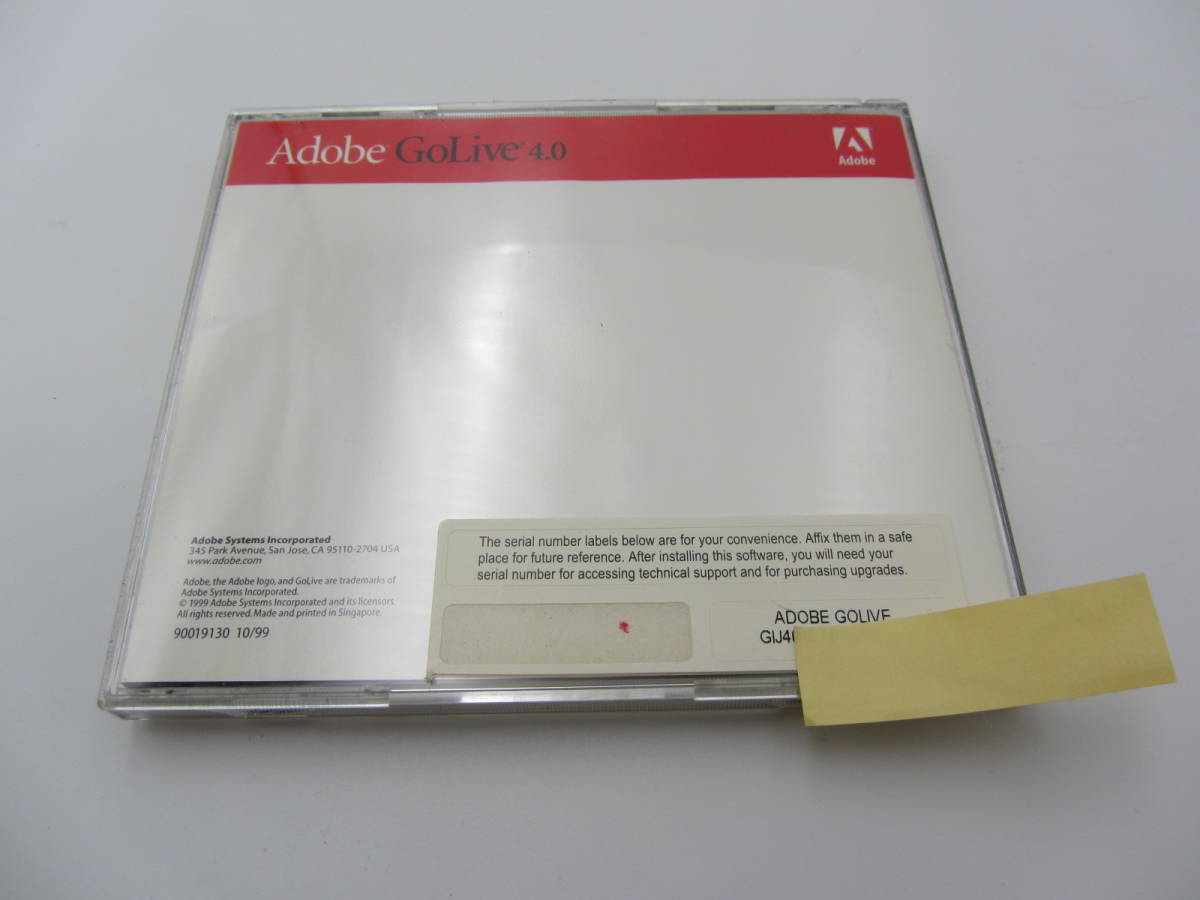 Adobe GoLive™ 4.0
Adobe
Adobe Systems Incorporated
345 Park Avenue, San Jose, CA 95110-2704 USA
www.adobe.com
Adobe, the Adobe logo, and GoLive are trademarks of
Adobe Systems Incorporated.
© 1999 Adobe Systems Incorporated and its licensors.
All rights reserved. Made and printed in Singapore.
90019130 10/99
The serial number labels below are for your convenience. Affix them in a safe
place for future reference. After installing this software, you will need your
serial number for accessing technical support and for purchasing upgrades.
ADOBE GOLIVE